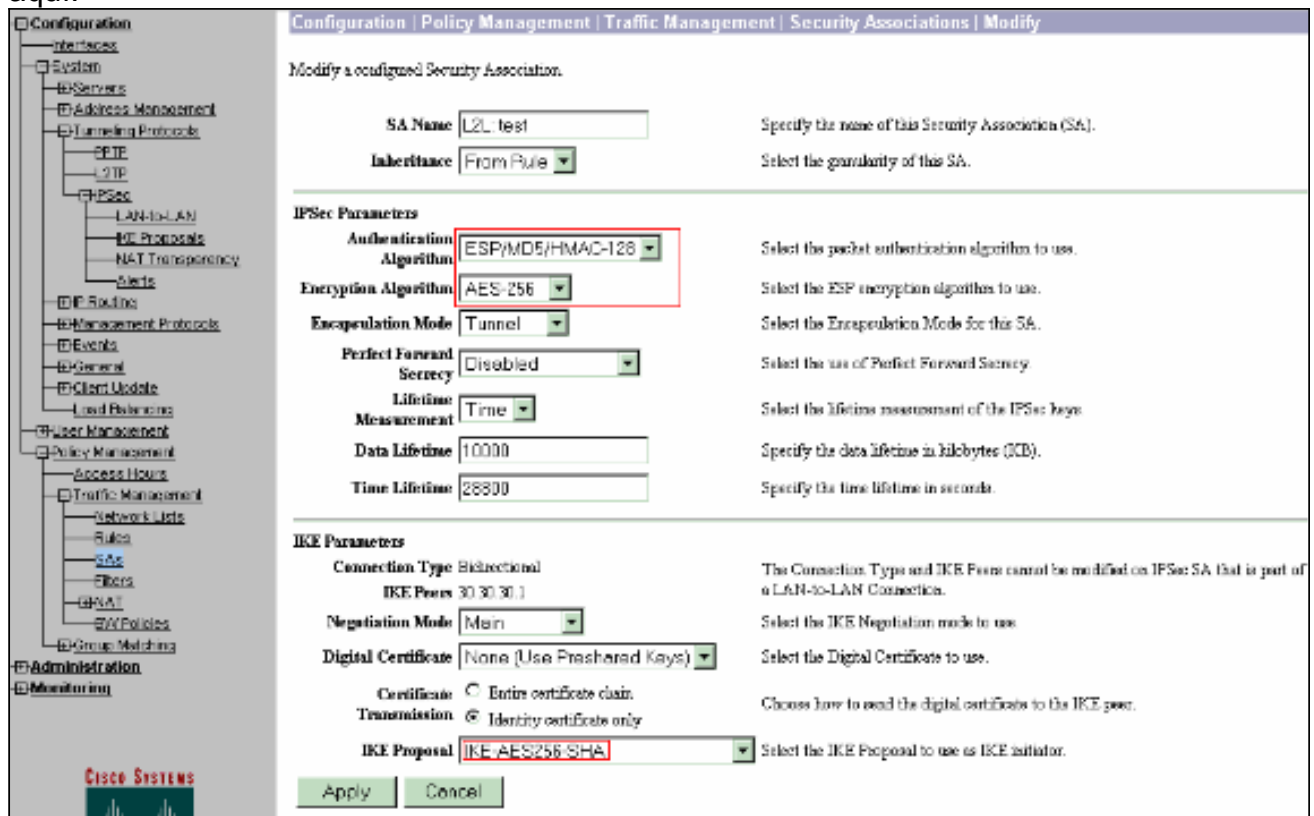 Configuration
Interfaces
System
Servers
Address Management
Tunneling Protocols
PPTP
L2TP
IPSec
LAN-to-LAN
IKE Proposals
NAT Transparency
Alerts
IP Routing
Management Protocols
Events
General
Client Update
Load Balancing
User Management
Policy Management
Access Hours
Traffic Management
Network Lists
Rules
SAs
Filters
NAT
BW Policies
Group Matching
Administration
Monitoring
CISCO SYSTEMS
Configuration | Policy Management | Traffic Management | Security Associations | Modify
Modify a configured Security Association.
SA Name L2L: test Specify the name of this Security Association (SA).
Inheritance From Rule Select the granularity of this SA.
IPSec Parameters
Authentication Algorithm ESP/MD5/HMAC-128 Select the packet authentication algorithm to use.
Encryption Algorithm AES-256 Select the ESP encryption algorithm to use.
Encapsulation Mode Tunnel Select the Encapsulation Mode for this SA.
Perfect Forward Secrecy Disabled Select the use of Perfect Forward Secrecy.
Lifetime Measurement Time Select the lifetime measurement of the IPSec keys.
Data Lifetime 10000 Specify the data lifetime in kilobytes (KB).
Time Lifetime 28800 Specify the time lifetime in seconds.
IKE Parameters
Connection Type Bidirectional The Connection Type and IKE Peers cannot be modified on IPSec SA that is part of
IKE Peers 30.30.30.1 a LAN-to-LAN Connection.
Negotiation Mode Main Select the IKE Negotiation mode to use.
Digital Certificate None (Use Preshared Keys) Select the Digital Certificate to use.
Certificate Transmission Entire certificate chain
Identity certificate only Choose how to send the digital certificate to the IKE peer.
IKE Proposal IKE-AES256-SHA Select the IKE Proposal to use as IKE initiator.
Apply Cancel